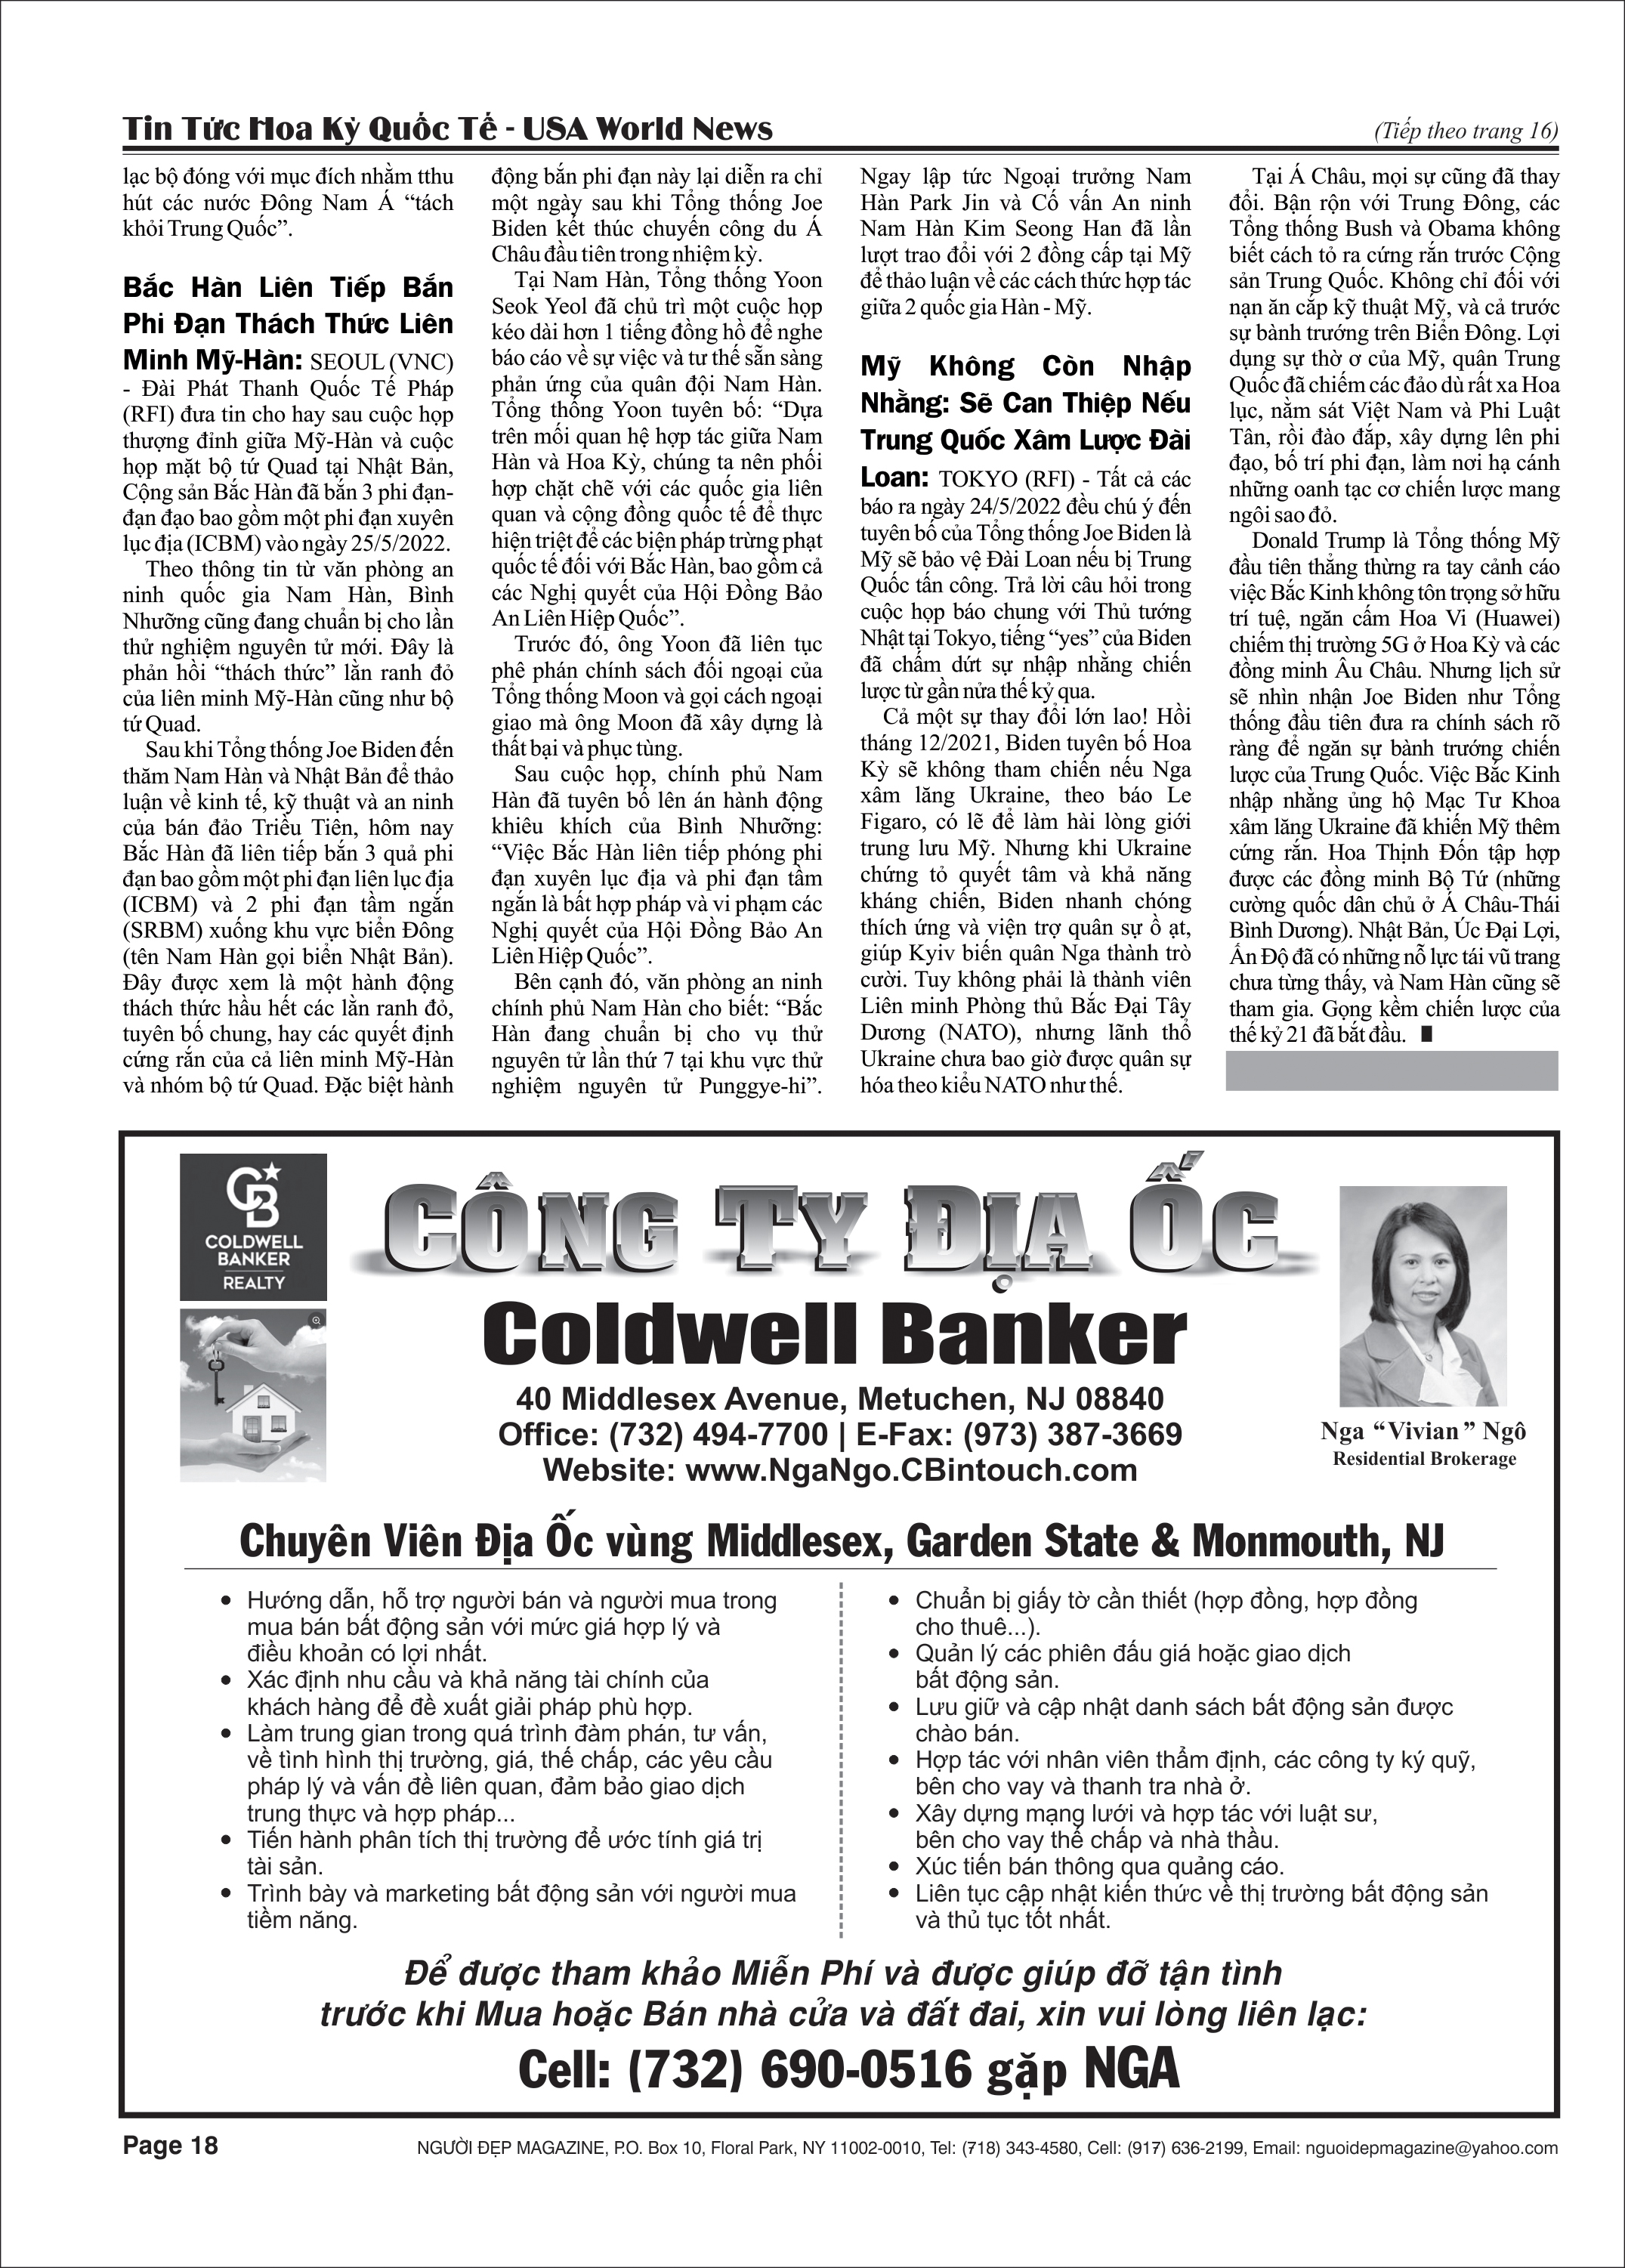 Tin Tức Hoa Kỳ Quốc Tế - USA World News
(Tiếp theo trang 16)
lạc bộ đóng với mục đích nhằm tthu
hút các nước Đông Nam Á “tách
khỏi Trung Quốc”.
Bắc Hàn Liên Tiếp Bắn
Phi Đạn Thách Thức Liên
Minh Mỹ-Hàn: SEOUL (VNC)
- Đài Phát Thanh Quốc Tế Pháp
(RFI) đưa tin cho hay sau cuộc họp
thượng đỉnh giữa Mỹ-Hàn và cuộc
họp mặt bộ tứ Quad tại Nhật Bản,
Cộng sản Bắc Hàn đã bắn 3 phi đạn-
đạn đạo bao gồm một phi đạn xuyên
lục địa (ICBM) vào ngày 25/5/2022.
Theo thông tin từ văn phòng an
ninh quốc gia Nam Hàn, Bình
Nhưỡng cũng đang chuẩn bị cho lần
thử nghiệm nguyên tử mới. Đây là
phản hồi “thách thức” lằn ranh đỏ
của liên minh Mỹ-Hàn cũng như bộ
tứ Quad.
Sau khi Tổng thống Joe Biden đến
thăm Nam Hàn và Nhật Bản để thảo
luận về kinh tế, kỹ thuật và an ninh
của bán đảo Triều Tiên, hôm nay
Bắc Hàn đã liên tiếp bắn 3 quả phi
đạn bao gồm một phi đạn liên lục địa
(ICBM) và 2 phi đạn tầm ngắn
(SRBM) xuống khu vực biển Đông
(tên Nam Hàn gọi biển Nhật Bản).
Đây được xem là một hành động
thách thức hầu hết các lằn ranh đỏ,
tuyên bố chung, hay các quyết định
cứng rắn của cả liên minh Mỹ-Hàn
và nhóm bộ tứ Quad. Đặc biệt hành
động bắn phi đạn này lại diễn ra chỉ
một ngày sau khi Tổng thống Joe
Biden kết thúc chuyến công du Á
Châu đầu tiên trong nhiệm kỳ.
Tại Nam Hàn, Tổng thống Yoon
Seok Yeol đã chủ trì một cuộc họp
kéo dài hơn 1 tiếng đồng hồ để nghe
báo cáo về sự việc và tư thế sẵn sàng
phản ứng của quân đội Nam Hàn.
Tổng thống Yoon tuyên bố: “Dựa
trên mối quan hệ hợp tác giữa Nam
Hàn và Hoa Kỳ, chúng ta nên phối
hợp chặt chẽ với các quốc gia liên
quan và cộng đồng quốc tế để thực
hiện triệt để các biện pháp trừng phạt
quốc tế đối với Bắc Hàn, bao gồm cả
các Nghị quyết của Hội Đồng Bảo
An Liên Hiệp Quốc”.
Trước đó, ông Yoon đã liên tục
phê phán chính sách đối ngoại của
Tổng thống Moon và gọi cách ngoại
giao mà ông Moon đã xây dựng là
thất bại và phục tùng.
Sau cuộc họp, chính phủ Nam
Hàn đã tuyên bố lên án hành động
khiêu khích của Bình Nhưỡng:
“Việc Bắc Hàn liên tiếp phóng phi
đạn xuyên lục địa và phi đạn tầm
ngắn là bất hợp pháp và vi phạm các
Nghị quyết của Hội Đồng Bảo An
Liên Hiệp Quốc”.
Bên cạnh đó, văn phòng an ninh
chính phủ Nam Hàn cho biết: “Bắc
Hàn đang chuẩn bị cho vụ thử
nguyên tử lần thứ 7 tại khu vực thử
nghiệm nguyên tử Punggye-hi”.
Ngay lập tức Ngoại trưởng Nam
Hàn Park Jin và Cố vấn An ninh
Nam Hàn Kim Seong Han đã lần
lượt trao đổi với 2 đồng cấp tại Mỹ
để thảo luận về các cách thức hợp tác
giữa 2 quốc gia Hàn - Mỹ.
Mỹ Không Còn Nhập
Nhằng: Sẽ Can Thiệp Nếu
Trung Quốc Xâm Lược Đài
Loan: TOKYO (RFI) - Tất cả các
báo ra ngày 24/5/2022 đều chú ý đến
tuyên bố của Tổng thống Joe Biden là
Mỹ sẽ bảo vệ Đài Loan nếu bị Trung
Quốc tấn công. Trả lời câu hỏi trong
cuộc họp báo chung với Thủ tướng
Nhật tại Tokyo, tiếng “yes” của Biden
đã chấm dứt sự nhập nhằng chiến
lược từ gần nửa thế kỷ qua.
Cả một sự thay đổi lớn lao! Hồi
tháng 12/2021, Biden tuyên bố Hoa
Kỳ sẽ không tham chiến nếu Nga
xâm lăng Ukraine, theo báo Le
Figaro, có lẽ để làm hài lòng giới
trung lưu Mỹ. Nhưng khi Ukraine
chứng tỏ quyết tâm và khả năng
kháng chiến, Biden nhanh chóng
thích ứng và viện trợ quân sự ồ ạt,
giúp Kyiv biến quân Nga thành trò
cười. Tuy không phải là thành viên
Liên minh Phòng thủ Bắc Đại Tây
Dương (NATO), nhưng lãnh thổ
Ukraine chưa bao giờ được quân sự
hóa theo kiểu NATO như thế.
Tại Á Châu, mọi sự cũng đã thay
đổi. Bận rộn với Trung Đông, các
Tổng thống Bush và Obama không
biết cách tỏ ra cứng rắn trước Cộng
sản Trung Quốc. Không chỉ đối với
nạn ăn cắp kỹ thuật Mỹ, và cả trước
sự bành trướng trên Biển Đông. Lợi
dụng sự thờ ơ của Mỹ, quân Trung
Quốc đã chiếm các đảo dù rất xa Hoa
lục, nằm sát Việt Nam và Phi Luật
Tân, rồi đào đắp, xây dựng lên phi
đạo, bố trí phi đạn, làm nơi hạ cánh
những oanh tạc cơ chiến lược mang
ngôi sao đỏ.
Donald Trump là Tổng thống Mỹ
đầu tiên thẳng thừng ra tay cảnh cáo
việc Bắc Kinh không tôn trọng sở hữu
trí tuệ, ngăn cấm Hoa Vi (Huawei)
chiếm thị trường 5G ở Hoa Kỳ và các
đồng minh Âu Châu. Nhưng lịch sử
sẽ nhìn nhận Joe Biden như Tổng
thống đầu tiên đưa ra chính sách rõ
ràng để ngăn sự bành trướng chiến
lược của Trung Quốc. Việc Bắc Kinh
nhập nhằng ủng hộ Mạc Tư Khoa
xâm lăng Ukraine đã khiến Mỹ thêm
cứng rắn. Hoa Thịnh Đốn tập hợp
được các đồng minh Bộ Tứ (những
cường quốc dân chủ ở Á Châu-Thái
Bình Dương). Nhật Bản, Úc Đại Lợi,
Ấn Độ đã có những nỗ lực tái vũ trang
chưa từng thấy, và Nam Hàn cũng sẽ
tham gia. Gọng kềm chiến lược của
thế kỷ 21 đã bắt đầu.
CB
COLDWELL
BANKER
REALTY
CÔNG TY ĐỊA ỐC
Coldwell Banker
40 Middlesex Avenue, Metuchen, NJ 08840
Office: (732) 494-7700 | E-Fax: (973) 387-3669
Website: www.NgaNgo.CBintouch.com
Nga “Vivian” Ngô
Residential Brokerage
Chuyên Viên Địa Ốc vùng Middlesex, Garden State & Monmouth, NJ
• Hướng dẫn, hỗ trợ người bán và người mua trong
mua bán bất động sản với mức giá hợp lý và
điều khoản có lợi nhất.
• Xác định nhu cầu và khả năng tài chính của
khách hàng để đề xuất giải pháp phù hợp.
• Làm trung gian trong quá trình đàm phán, tư vấn,
về tình hình thị trường, giá, thế chấp, các yêu cầu
pháp lý và vấn đề liên quan, đảm bảo giao dịch
trung thực và hợp pháp...
• Tiến hành phân tích thị trường để ước tính giá trị
tài sản.
• Trình bày và marketing bất động sản với người mua
tiềm năng.
• Chuẩn bị giấy tờ cần thiết (hợp đồng, hợp đồng
cho thuê...).
• Quản lý các phiên đấu giá hoặc giao dịch
bất động sản.
• Lưu giữ và cập nhật danh sách bất động sản được
chào bán.
• Hợp tác với nhân viên thẩm định, các công ty ký quỹ,
bên cho vay và thanh tra nhà ở.
• Xây dựng mạng lưới và hợp tác với luật sư,
bên cho vay thế chấp và nhà thầu.
• Xúc tiến bán thông qua quảng cáo.
• Liên tục cập nhật kiến thức về thị trường bất động sản
và thủ tục tốt nhất.
Để được tham khảo Miễn Phí và được giúp đỡ tận tình
trước khi Mua hoặc Bán nhà cửa và đất đai, xin vui lòng liên lạc:
Cell: (732) 690-0516 gặp NGA
Page 18
NGƯỜI ĐẸP MAGAZINE, P.O. Box 10, Floral Park, NY 11002-0010, Tel: (718) 343-4580, Cell: (917) 636-2199, Email: nguoidepmagazine@yahoo.com